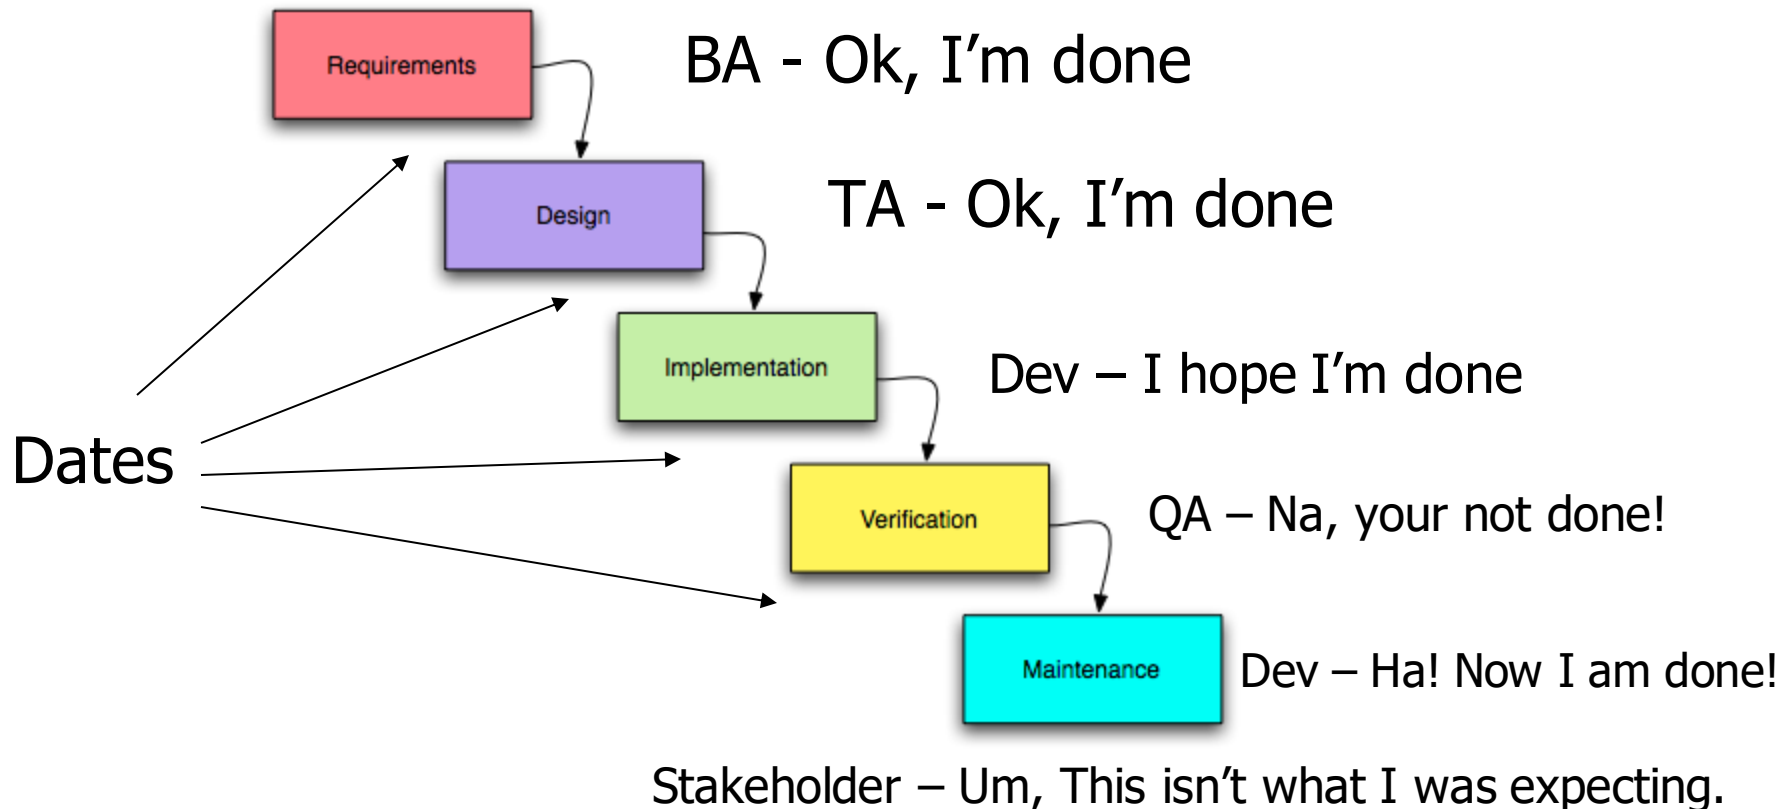 Requirements
BA - Ok, I’m done
Design
TA - Ok, I’m done
Implementation
Dev – I hope I’m done
Dates
Verification
QA – Na, your not done!
Maintenance
Dev – Ha! Now I am done!
Stakeholder – Um, This isn’t what I was expecting.